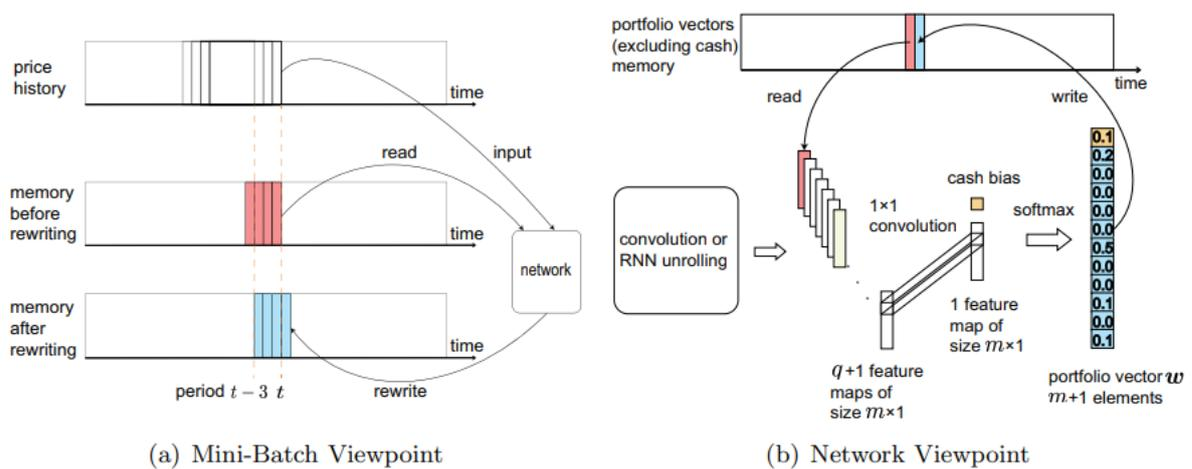 price
history
time
input
read
memory
before
rewriting
time
network
memory
after
rewriting
time
period t − 3 t
rewrite
(a) Mini-Batch Viewpoint
portfolio vectors
(excluding cash)
memory
time
read
write
convolution or
RNN unrolling
1×1
convolution
cash bias
softmax
q+1 feature
maps of
size m×1
1 feature
map of
size m×1
0.1
0.2
0.0
0.0
0.0
0.0
0.5
0.0
0.0
0.1
0.0
0.1
portfolio vector w
m+1 elements
(b) Network Viewpoint